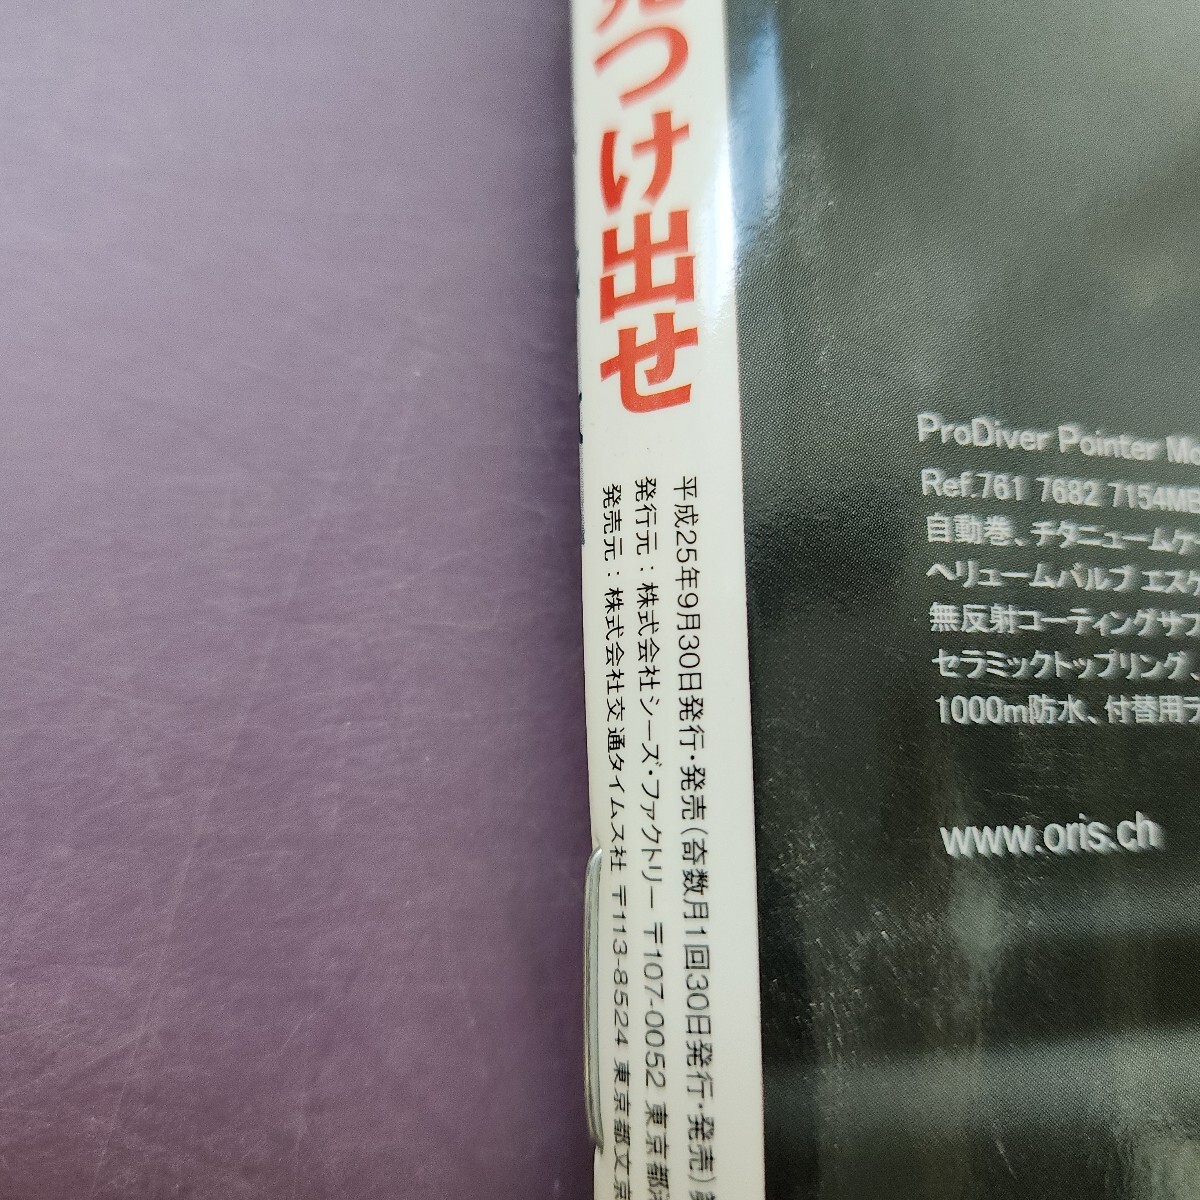 つけ出せ
平成25年9月30日発行・発売(奇数月1回30日発行・発売)
発行元：株式会社シーズ・ファクトリー 〒107-0052 東京都
発売元：株式会社交通タイムス社 〒113-8524 東京都文京
ProDiver Pointer Mo
Ref.761 7682 7154ME
自動巻、チタニュームケー
ヘリュームバルブ エスケ
無反射コーティングサフ
セラミックトップリング、
1000m防水、付替用ラ
www.oris.ch